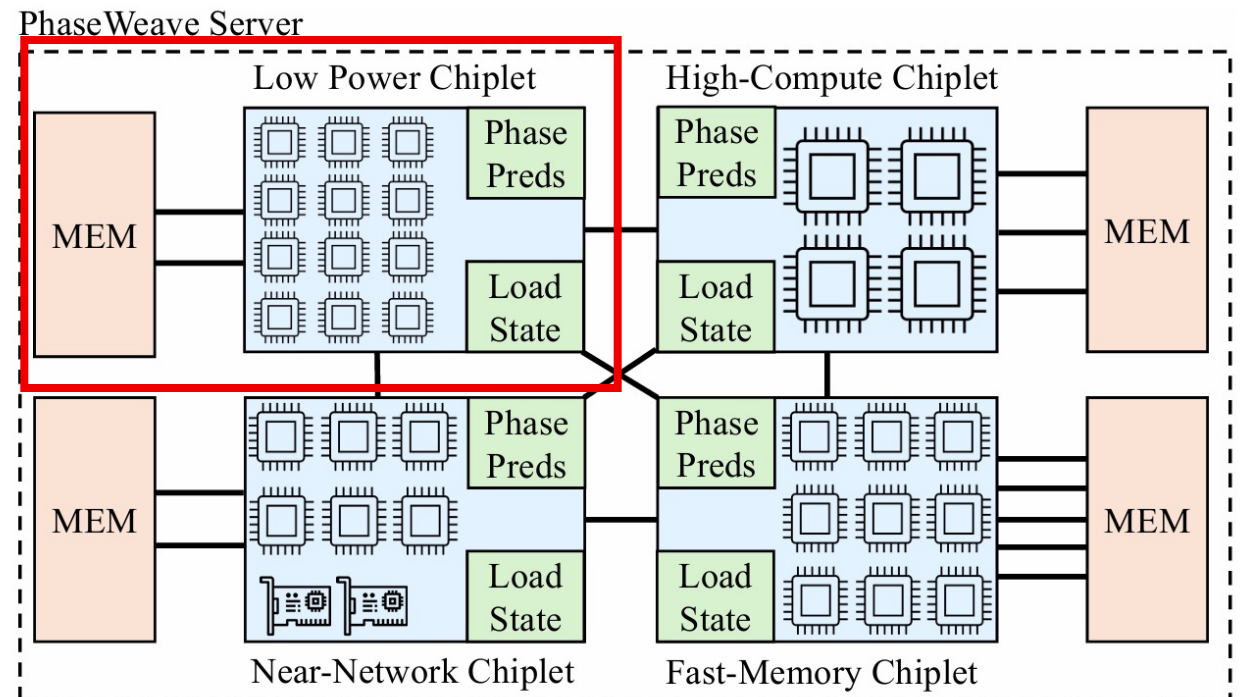 PhaseWeave Server
Low Power Chiplet
High-Compute Chiplet
MEM
Phase
Preds
Load
State
Phase
Preds
Load
State
MEM
MEM
Phase
Preds
Load
State
Phase
Preds
Load
State
MEM
Near-Network Chiplet
Fast-Memory Chiplet